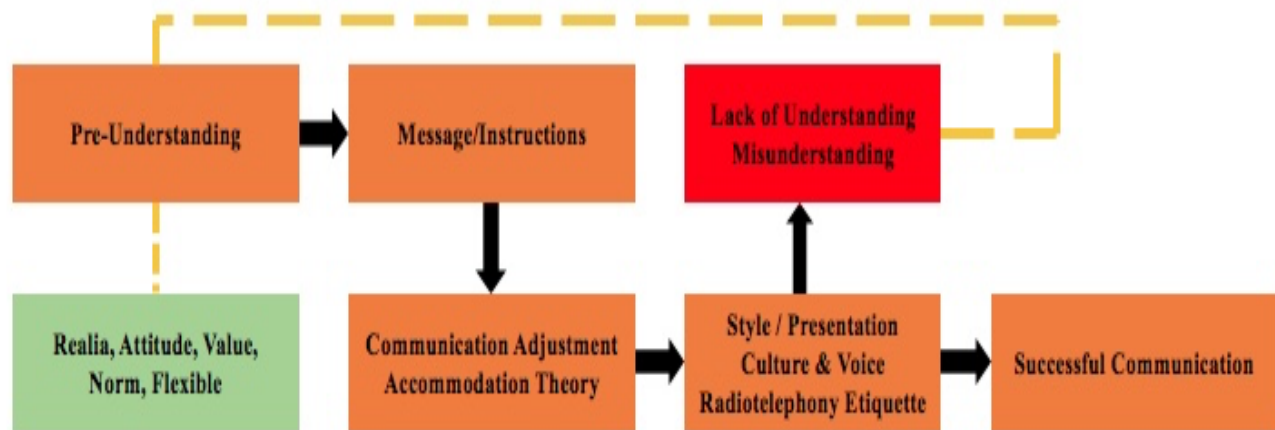 Pre-Understanding
Message/Instructions
Lack of Understanding
Misunderstanding
Realia, Attitude, Value,
Norm, Flexible
Communication Adjustment
Accommodation Theory
Style / Presentation
Culture & Voice
Radiotelephony Etiquette
Successful Communication